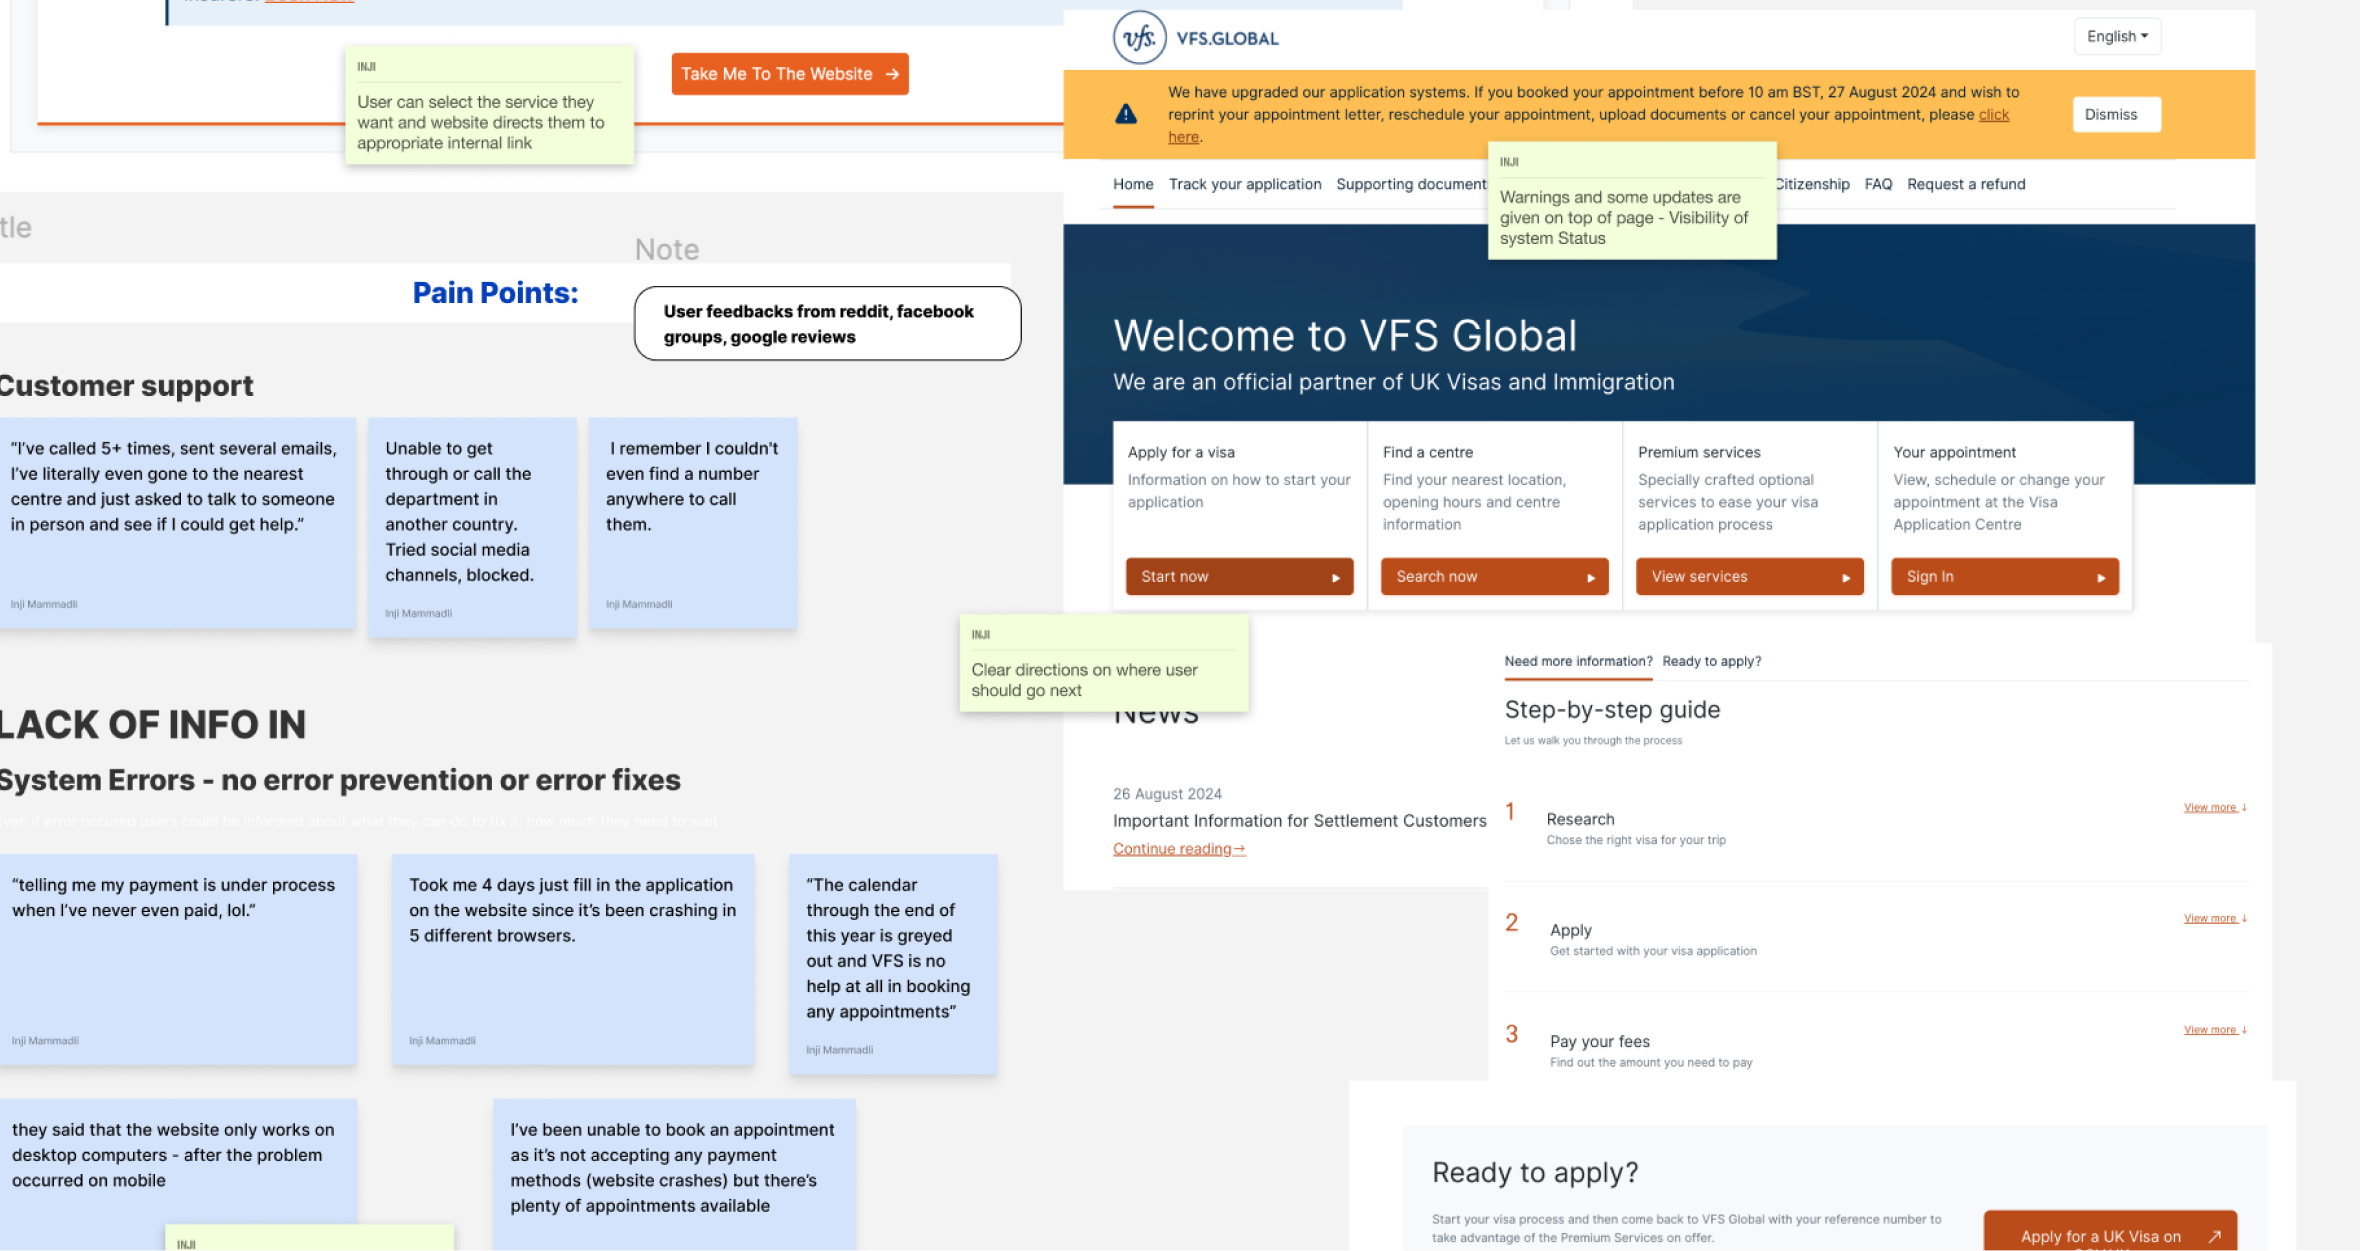 Take Me To The Website →
INJI
User can select the service they
want and website directs them to
appropriate internal link
tle
Note
Pain Points:
User feedbacks from reddit, facebook
groups, google reviews
Customer support
“I’ve called 5+ times, sent several emails,
I’ve literally even gone to the nearest
centre and just asked to talk to someone
in person and see if I could get help.”
Inji Mammadli
Unable to get
through or call the
department in
another country.
Tried social media
channels, blocked.
Inji Mammadli
I remember I couldn't
even find a number
anywhere to call
them.
Inji Mammadli
LACK OF INFO IN
System Errors - no error prevention or error fixes
Even if error occured users could be informed about what they can do to fix it, how much they need to wait
“telling me my payment is under process
when I’ve never even paid, lol.”
Inji Mammadli
Took me 4 days just fill in the application
on the website since it’s been crashing in
5 different browsers.
Inji Mammadli
“The calendar
through the end of
this year is greyed
out and VFS is no
help at all in booking
any appointments”
Inji Mammadli
they said that the website only works on
desktop computers - after the problem
occurred on mobile
INJI
I’ve been unable to book an appointment
as it’s not accepting any payment
methods (website crashes) but there’s
plenty of appointments available
vfs. VFS.GLOBAL
English
We have upgraded our application systems. If you booked your appointment before 10 am BST, 27 August 2024 and wish to
reprint your appointment letter, reschedule your appointment, upload documents or cancel your appointment, please click
here.
Dismiss
INJI
Warnings and some updates are
given on top of page - Visibility of
system Status
Home Track your application Supporting document Citizenship FAQ Request a refund
Welcome to VFS Global
We are an official partner of UK Visas and Immigration
Apply for a visa
Information on how to start your
application
Start now
Find a centre
Find your nearest location,
opening hours and centre
information
Search now
Premium services
Specially crafted optional
services to ease your visa
application process
View services
Your appointment
View, schedule or change your
appointment at the Visa
Application Centre
Sign In
INJI
Clear directions on where user
should go next
News
26 August 2024
Important Information for Settlement Customers
Continue reading→
Need more information? Ready to apply?
Step-by-step guide
Let us walk you through the process
1 Research View more ↓
Chose the right visa for your trip
2 Apply View more ↓
Get started with your visa application
3 Pay your fees View more ↓
Find out the amount you need to pay
Ready to apply?
Start your visa process and then come back to VFS Global with your reference number to
take advantage of the Premium Services on offer.
Apply for a UK Visa on